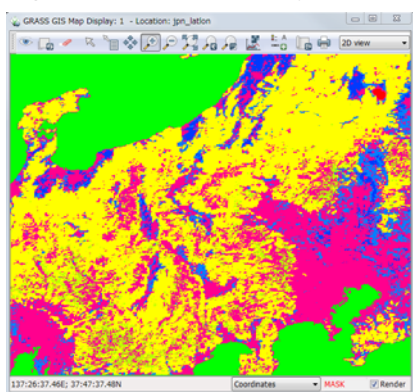 GRASS GIS Map Display: 1 - Location: jpn_latlon
2D view
137:26:37.46E; 37:47:37.48N
Coordinates
MASK
Render